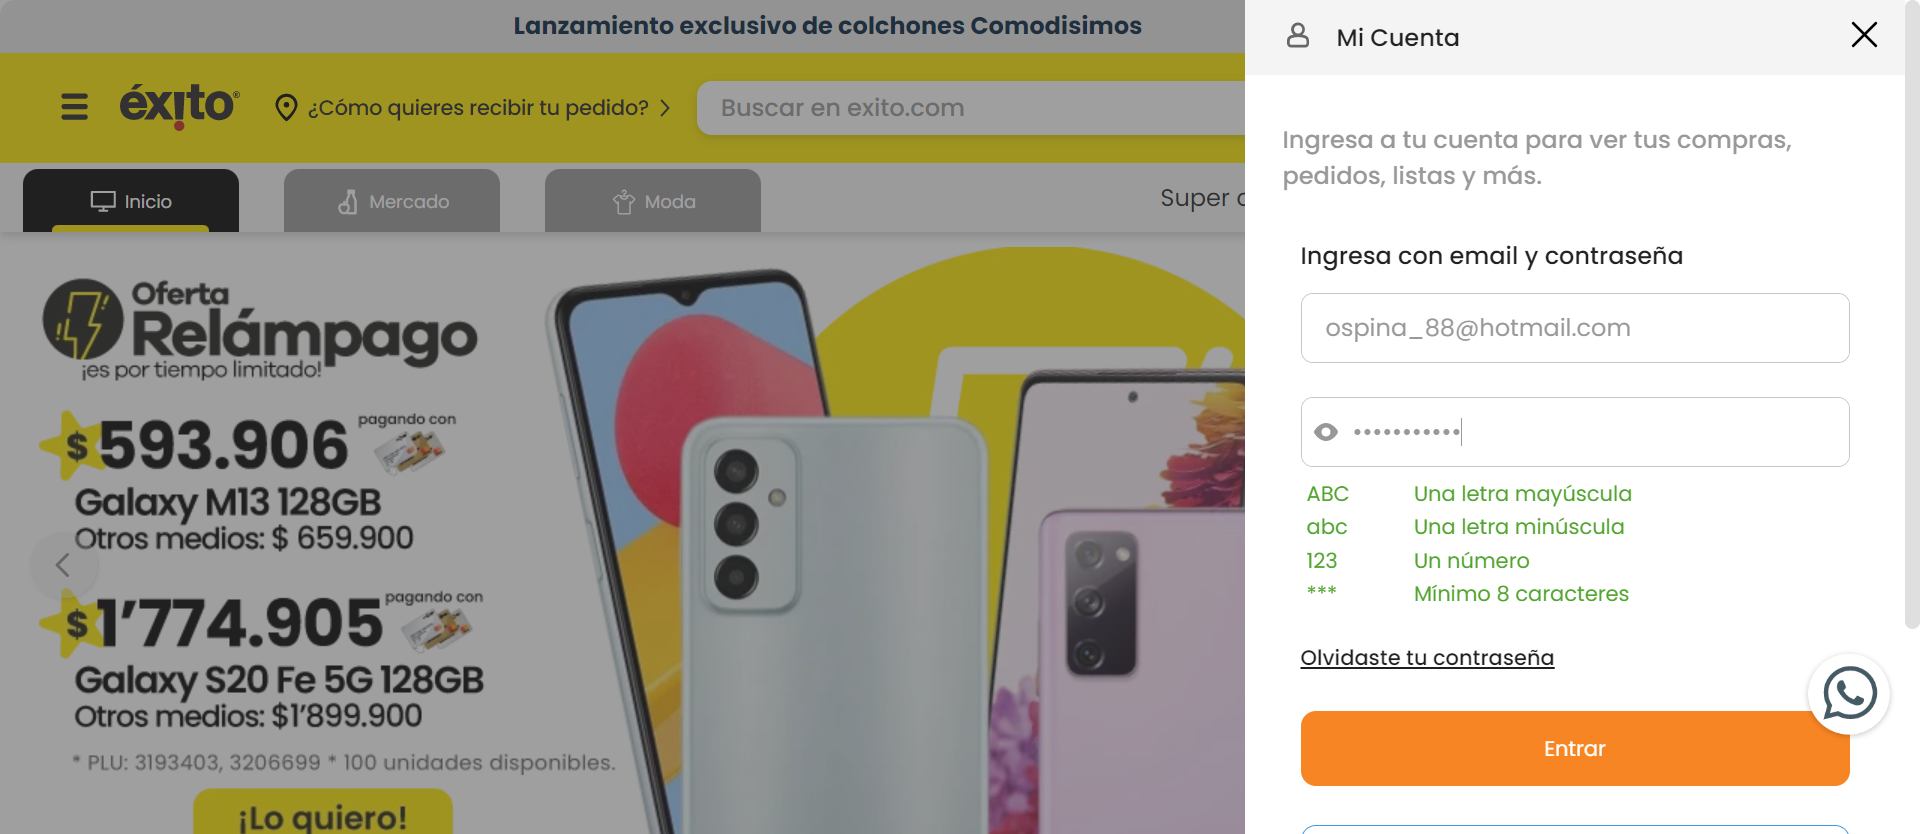 Lanzamiento exclusivo de colchones Comodisimos
éxito®
¿Cómo quieres recibir tu pedido?
Buscar en exito.com
Inicio
Mercado
Moda
Super
Oferta
Relámpago
¡es por tiempo limitado!
$593.906
pagando con
Galaxy M13 128GB
Otros medios: $ 659.900
$1'774.905
pagando con
Galaxy S20 Fe 5G 128GB
Otros medios: $1'899.900
* PLU: 3193403, 3206699 * 100 unidades disponibles.
¡Lo quiero!
Mi Cuenta
Ingresa a tu cuenta para ver tus compras,
pedidos, listas y más.
Ingresa con email y contraseña
ospina_88@hotmail.com
•••••••••••
ABC Una letra mayúscula
abc Una letra minúscula
123 Un número
*** Mínimo 8 caracteres
Olvidaste tu contraseña
Entrar